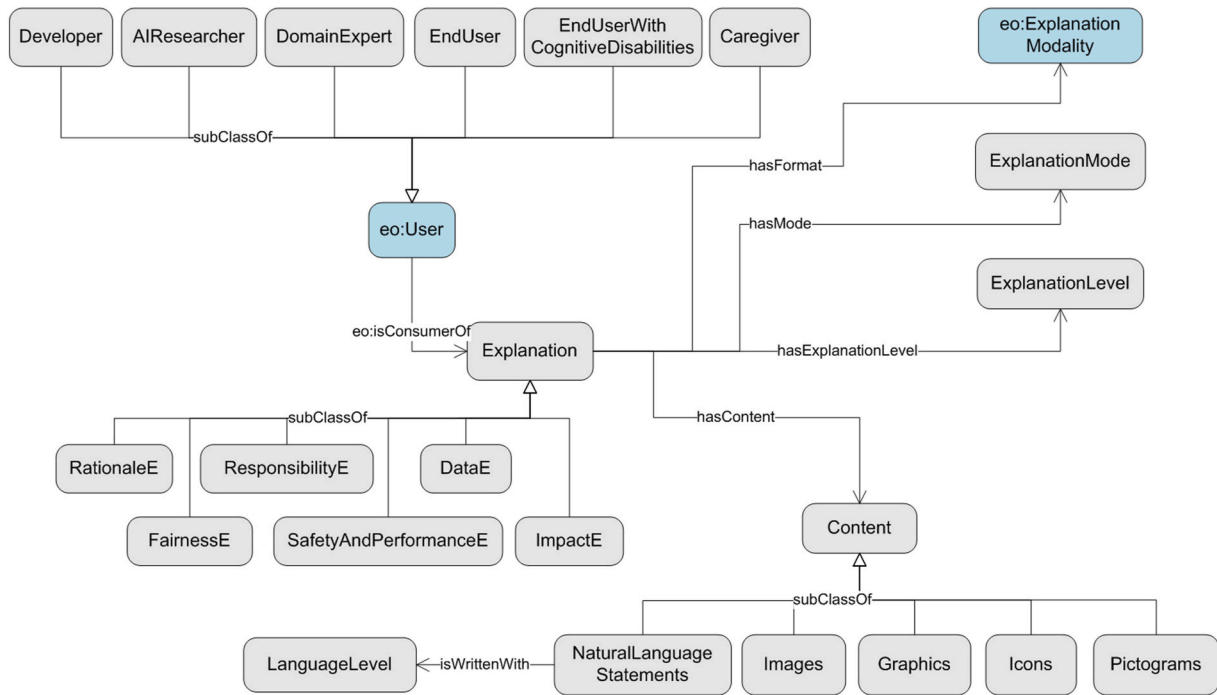 Developer
AIResearcher
DomainExpert
EndUser
EndUserWith
CognitiveDisabilities
Caregiver
eo:Explanation
Modality
subClassOf
hasFormat
ExplanationMode
eo:User
hasMode
ExplanationLevel
eo:isConsumerOf
Explanation
hasExplanationLevel
subClassOf
hasContent
RationaleE
ResponsibilityE
DataE
FairnessE
SafetyAndPerformanceE
ImpactE
Content
subClassOf
LanguageLevel
isWrittenWith
NaturalLanguage
Statements
Images
Graphics
Icons
Pictograms